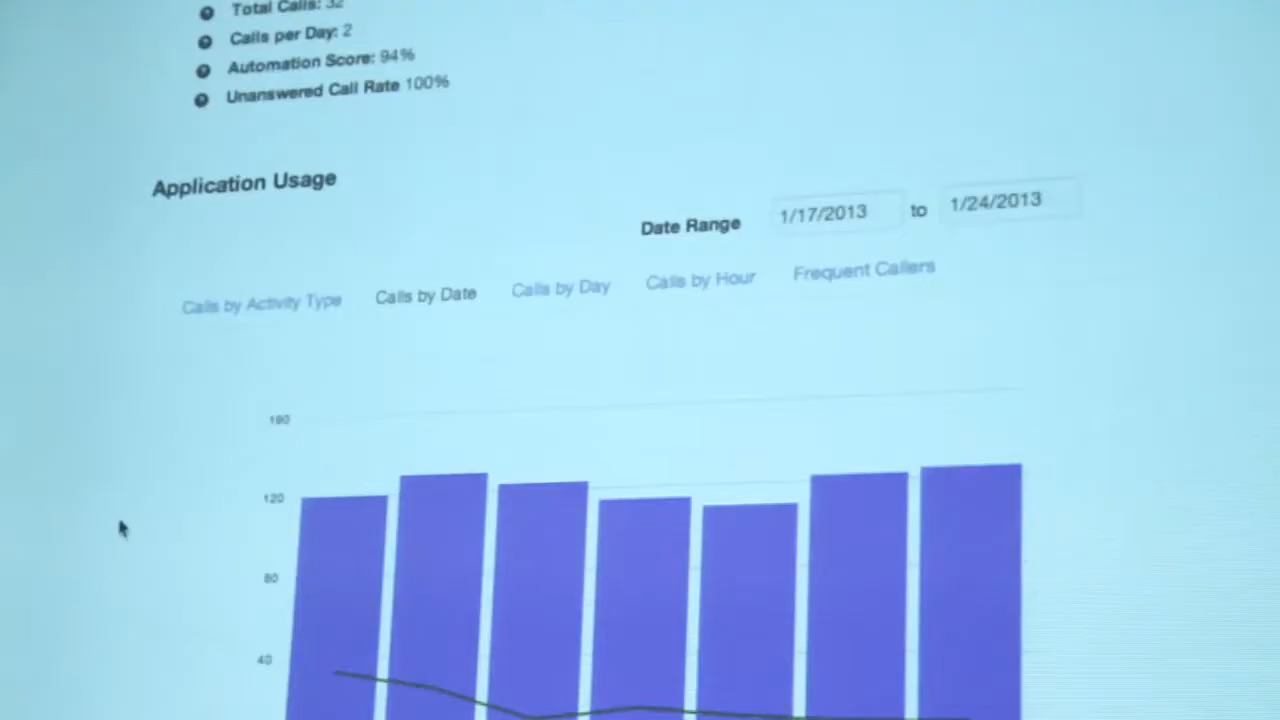 Total Calls: 32
Calls per Day: 2
Automation Score: 94%
Unanswered Call Rate 100%
Application Usage
Date Range 1/17/2013 to 1/24/2013
Calls by Activity Type Calls by Date Calls by Day Calls by Hour Frequent Callers
160
120
80
40